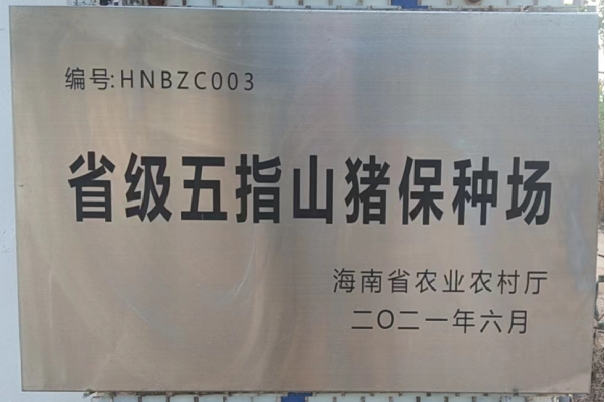 编号:HNBZC003
省级五指山猪保种场
海南省农业农村厅
二〇二一年六月